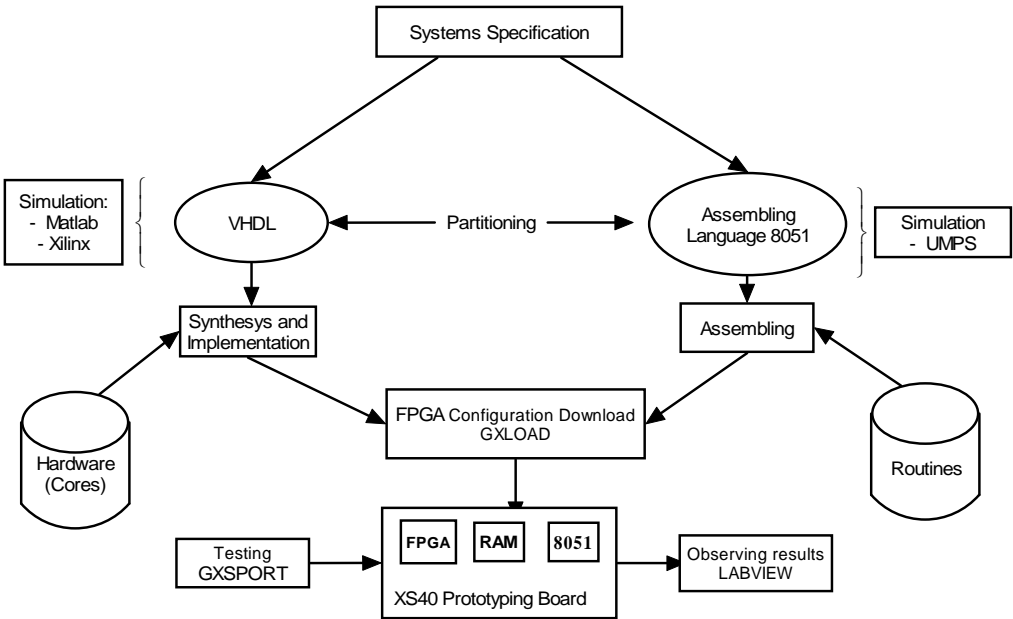 Systems Specification
Simulation:
- Matlab
- Xilinx
VHDL
Partitioning
Assembling
Language 8051
Simulation
- UMPS
Synthesys and
Implementation
Assembling
Hardware
(Cores)
FPGA Configuration Download
GXLOAD
Routines
Testing
GXSPORT
FPGA
RAM
8051
XS40 Prototyping Board
Observing results
LABVIEW